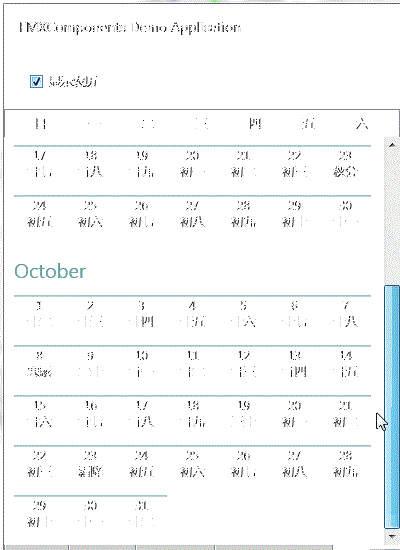 FMXComponents Demo Application
显示农历
日 一 二 三 四 五 六
17 18 19 20 21 22 23
廿七 廿八 廿九 初一 初二 初三 秋分
24 25 26 27 28 29 30
初五 初六 初七 初八 初九 初十 十一
October
1 2 3 4 5 6 7
十二 十三 十四 十五 十六 十七 十八
8 9 10 11 12 13 14
寒露 二十 廿一 廿二 廿三 廿四 廿五
15 16 17 18 19 20 21
廿六 廿七 廿八 廿九 三十 初一 初二
22 23 24 25 26 27 28
初三 霜降 初五 初六 初七 初八 初九
29 30 31
初十 十一 十二